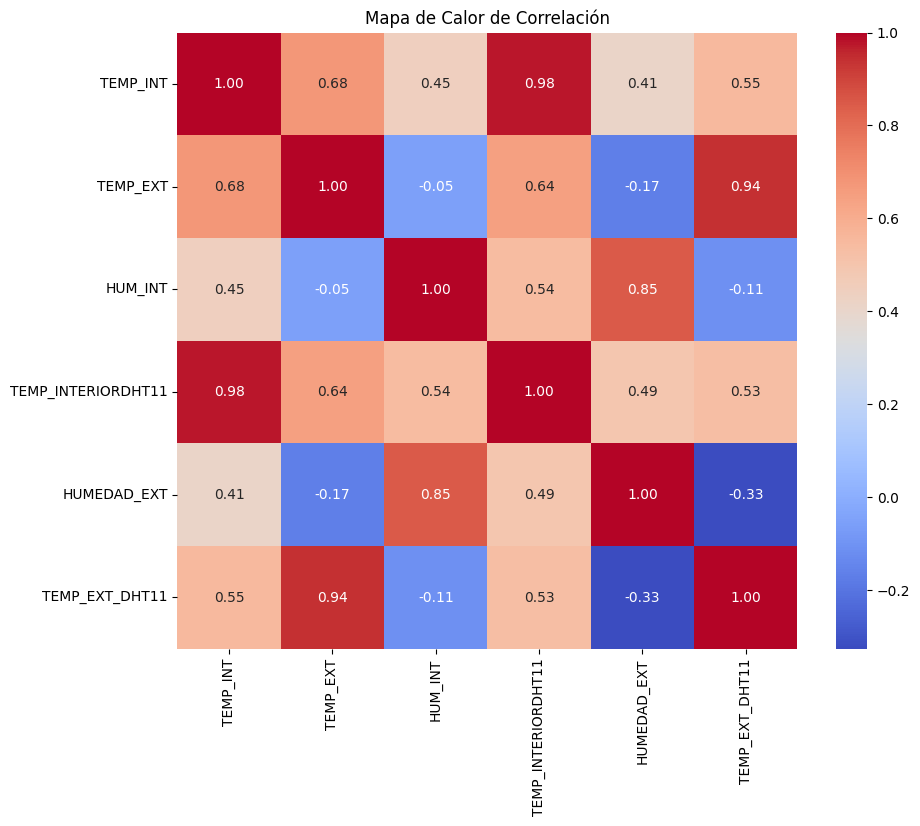 Mapa de Calor de Correlación
TEMP_INT 1.00 0.68 0.45 0.98 0.41 0.55
TEMP_EXT 0.68 1.00 -0.05 0.64 -0.17 0.94
HUM_INT 0.45 -0.05 1.00 0.54 0.85 -0.11
TEMP_INTERIORDHT11 0.98 0.64 0.54 1.00 0.49 0.53
HUMEDAD_EXT 0.41 -0.17 0.85 0.49 1.00 -0.33
TEMP_EXT_DHT11 0.55 0.94 -0.11 0.53 -0.33 1.00
TEMP_INT
TEMP_EXT
HUM_INT
TEMP_INTERIORDHT11
HUMEDAD_EXT
TEMP_EXT_DHT11
1.0
0.8
0.6
0.4
0.2
0.0
−0.2